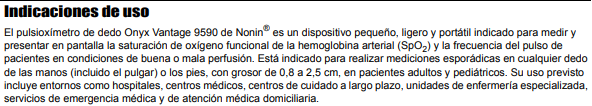 Indicaciones de uso
El pulsioxímetro de dedo Onyx Vantage 9590 de Nonin® es un dispositivo pequeño, ligero y portátil indicado para medir y
presentar en pantalla la saturación de oxígeno funcional de la hemoglobina arterial (SpO₂) y la frecuencia del pulso de
pacientes en condiciones de buena o mala perfusión. Está indicado para realizar mediciones esporádicas en cualquier dedo
de las manos (incluido el pulgar) o los pies, con grosor de 0,8 a 2,5 cm, en pacientes adultos y pediátricos. Su uso previsto
incluye entornos como hospitales, centros médicos, centros de cuidado a largo plazo, unidades de enfermería especializada,
servicios de emergencia médica y de atención médica domiciliaria.